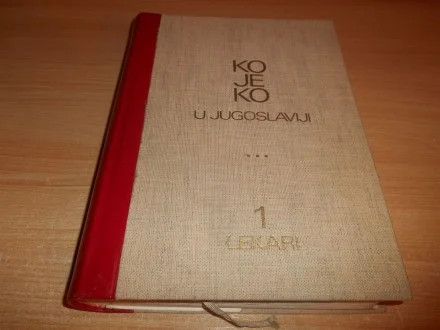 KO
JE
KO
U JUGOSLAVIJI
...
1
LEKARI